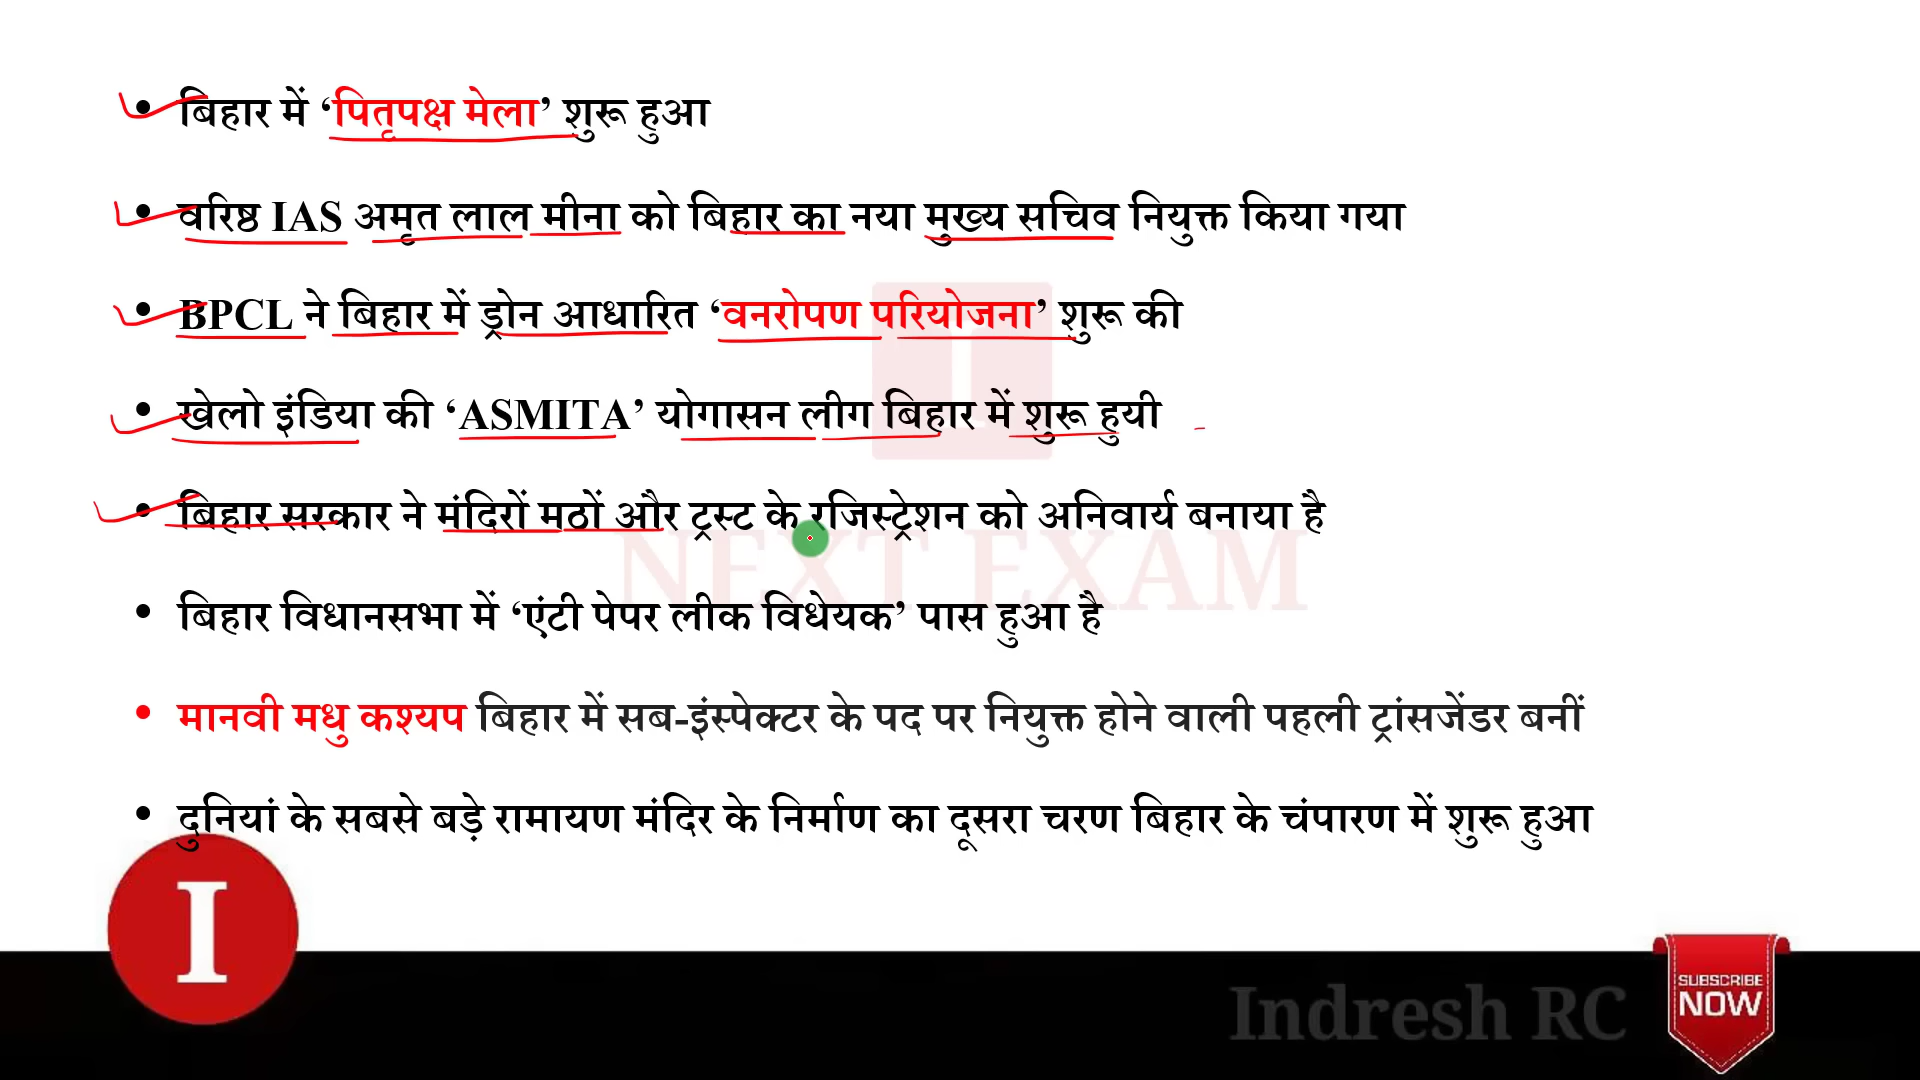 • बिहार में ‘पितृपक्ष मेला’ शुरू हुआ
• वरिष्ठ IAS अमृत लाल मीना को बिहार का नया मुख्य सचिव नियुक्त किया गया
• BPCL ने बिहार में ड्रोन आधारित ‘वनरोपण परियोजना’ शुरू की
• खेलो इंडिया की ‘ASMITA’ योगासन लीग बिहार में शुरू हुयी
• बिहार सरकार ने मंदिरों मठों और ट्रस्ट के रजिस्ट्रेशन को अनिवार्य बनाया है
NEXT EXAM
• बिहार विधानसभा में ‘एंटी पेपर लीक विधेयक’ पास हुआ है
• मानवी मधु कश्यप बिहार में सब-इंस्पेक्टर के पद पर नियुक्त होने वाली पहली ट्रांसजेंडर बनीं
• दुनियां के सबसे बड़े रामायण मंदिर के निर्माण का दूसरा चरण बिहार के चंपारण में शुरू हुआ
I
Indresh RC
SUBSCRIBE
NOW